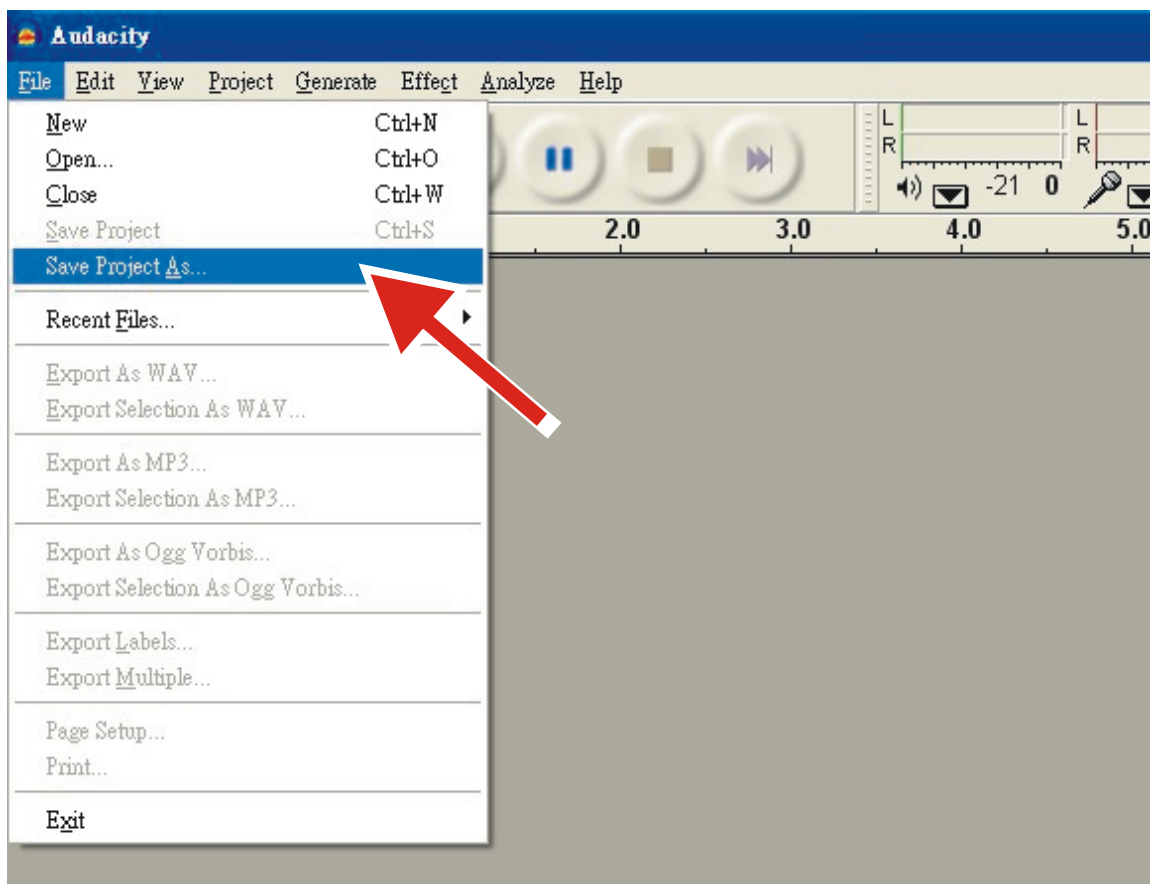 Audacity
File Edit View Project Generate Effect Analyze Help
New Ctrl+N
Open... Ctrl+O
Close Ctrl+W
Save Project Ctrl+S
Save Project As...
Recent Files...
Export As WAV...
Export Selection As WAV...
Export As MP3...
Export Selection As MP3...
Export As Ogg Vorbis...
Export Selection As Ogg Vorbis...
Export Labels...
Export Multiple...
Page Setup...
Print...
Exit
L L
R R
-21 0
2.0 3.0 4.0 5.0